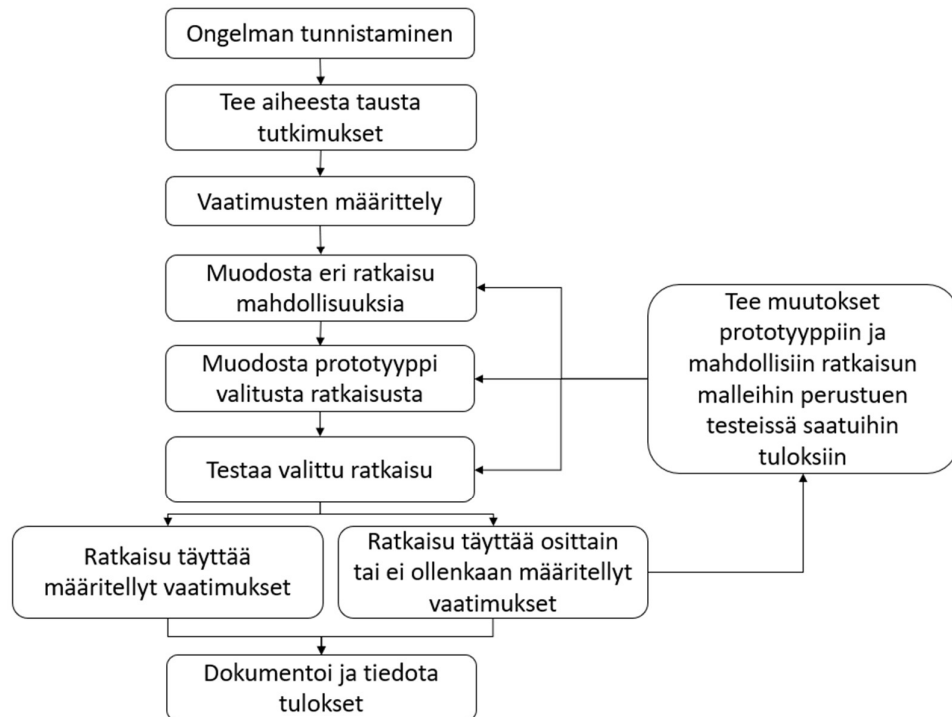 Ongelman tunnistaminen
Tee aiheesta tausta
tutkimukset
Vaatimusten määrittely
Muodosta eri ratkaisu
mahdollisuuksia
Muodosta prototyyppi
valitusta ratkaisusta
Testaa valittu ratkaisu
Ratkaisu täyttää
määritellyt vaatimukset
Ratkaisu täyttää osittain
tai ei ollenkaan määritellyt
vaatimukset
Dokumentoi ja tiedota
tulokset
Tee muutokset
prototyyppiin ja
mahdollisiin ratkaisun
malleihin perustuen
testeissä saatuihin
tuloksiin